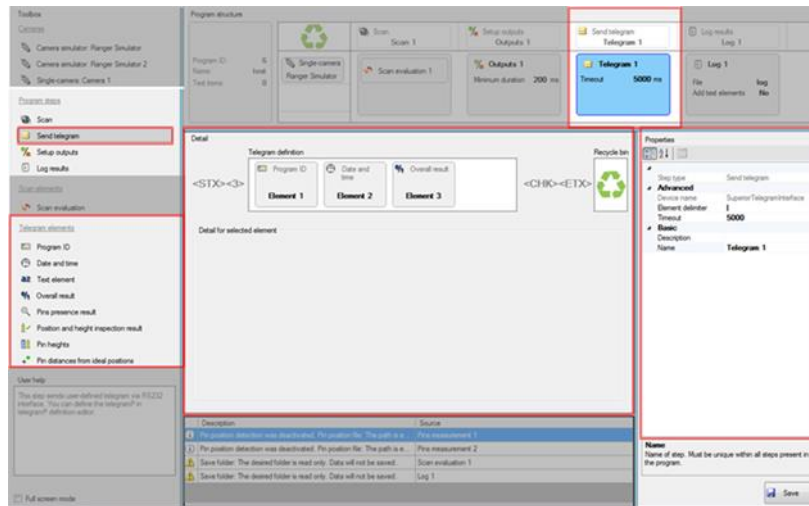 Toolbox
Cameras
Camera simulator: Ranger Simulator
Camera simulator: Ranger Simulator 2
Single-camera: Camera 1
Program steps
Scan
Send telegram
Setup outputs
Log results
Scan elements
Scan evaluation
Telegram elements
Program ID
Date and time
Text element
Overall result
Pins presence result
Position and height inspection result
Pin heights
Pin distances from ideal positions
User help
This step sends user-defined telegram via RS232
interface. You can define the telegram in
telegram definition editor.
Full screen mode
Program structure
Program ID: 6
Name:
Test items: 0
Single-camera
Ranger Simulator
Scan
Scan 1
Scan evaluation 1
Setup outputs
Outputs 1
Outputs 1
Minimum duration 200 ms
Send telegram
Telegram 1
Telegram 1
Timeout 5000 ms
Log results
Log 1
Log 1
File log
Add text elements No
Detail
Telegram definition
Recycle bin
<STX><3>
Program ID
Element 1
Date and
time
Element 2
Overall result
Element 3
<CHK><ETX>
Detail for selected element
Description Source
Pin position detection was deactivated. Pin position file: The path is e... Pins measurement 1
Pin position detection was deactivated. Pin position file: The path is e... Pins measurement 2
Save folder: The desired folder is read only. Data will not be saved. Scan evaluation 1
Save folder: The desired folder is read only. Data will not be saved. Log 1
Properties
Step type Send telegram
Advanced
Device name SuperiorTelegramInterface
Element delimiter
Timeout 5000
Basic
Description
Name Telegram 1
Name
Name of step. Must be unique within all steps present in
the program.
Save